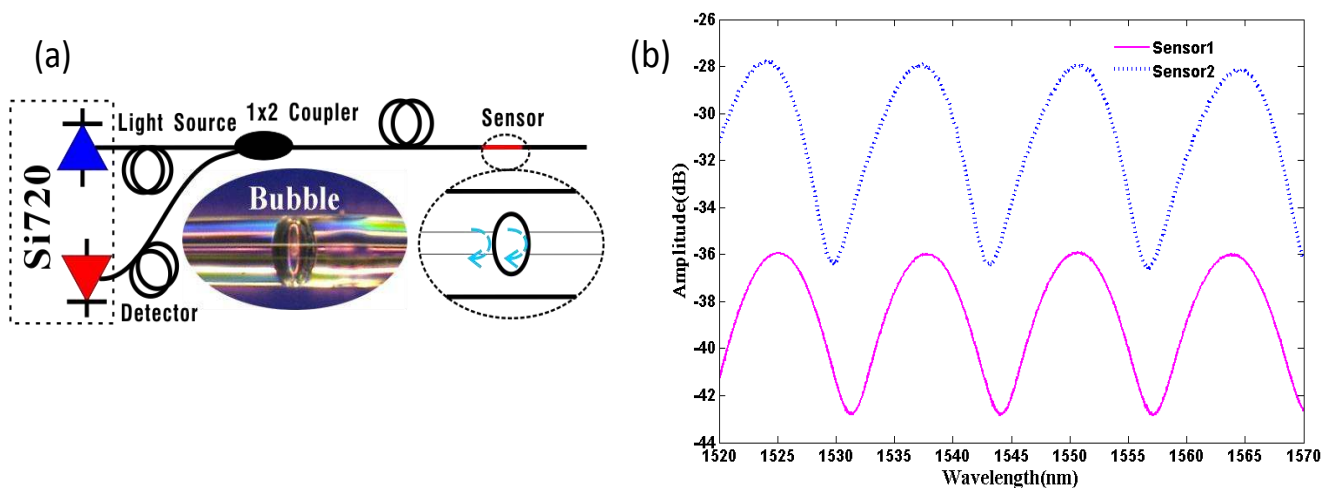 (a)
Si720
Light Source
1x2 Coupler
Sensor
Bubble
Detector
(b)
Sensor1
Sensor2
Amplitude(dB)
-26
-28
-30
-32
-34
-36
-38
-40
-42
-44
1520 1525 1530 1535 1540 1545 1550 1555 1560 1565 1570
Wavelength(nm)